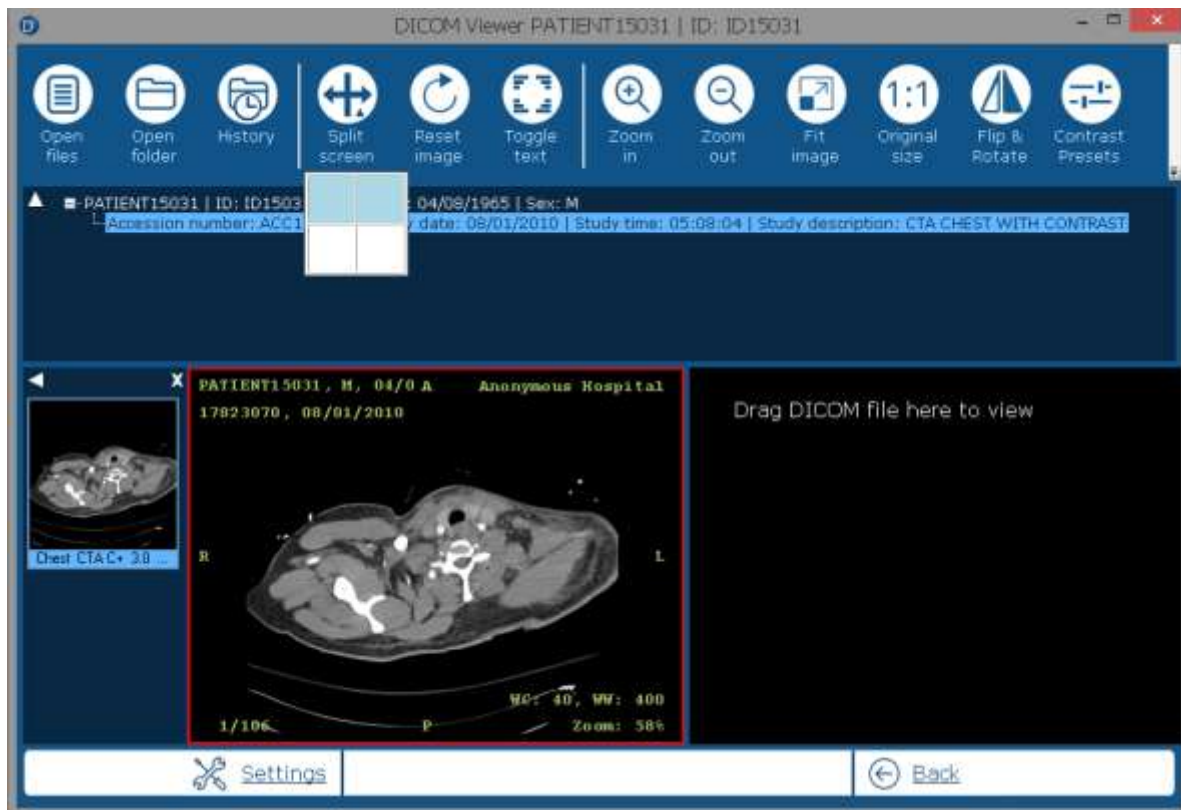 DICOM Viewer PATIENT15031 | ID: ID15031
Open files
Open folder
History
Split screen
Reset image
Toggle text
Zoom in
Zoom out
Fit image
1:1
Original size
Flip & Rotate
Contrast Presets
PATIENT15031 | ID: ID1503 : 04/08/1965 | Sex: M
Accession number: ACC1 y date: 08/01/2010 | Study time: 05:08:04 | Study description: CTA CHEST WITH CONTRAST
X
Chest CTA C+ 3.0 ...
PATIENT15031, M, 04/0 A Anonymous Hospital
17823070, 08/01/2010
R
L
WC: 40, WW: 400
1/106
P
Zoom: 58%
Drag DICOM file here to view
Settings
Back